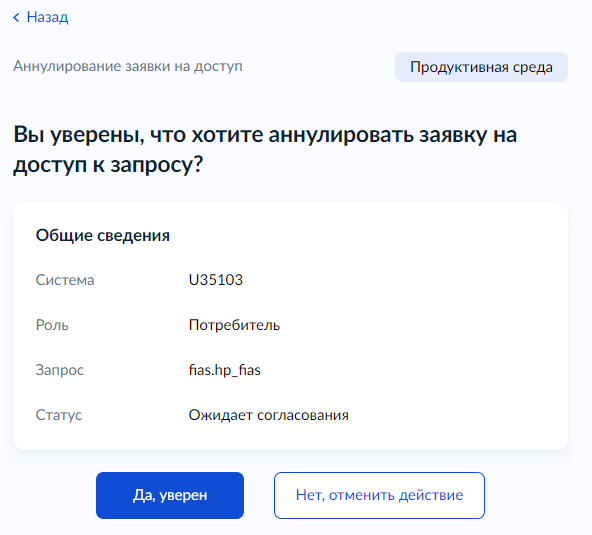 Назад
Аннулирование заявки на доступ
Продуктивная среда
Вы уверены, что хотите аннулировать заявку на
доступ к запросу?
Общие сведения
Система U35103
Роль Потребитель
Запрос fias.hp_fias
Статус Ожидает согласования
Да, уверен
Нет, отменить действие